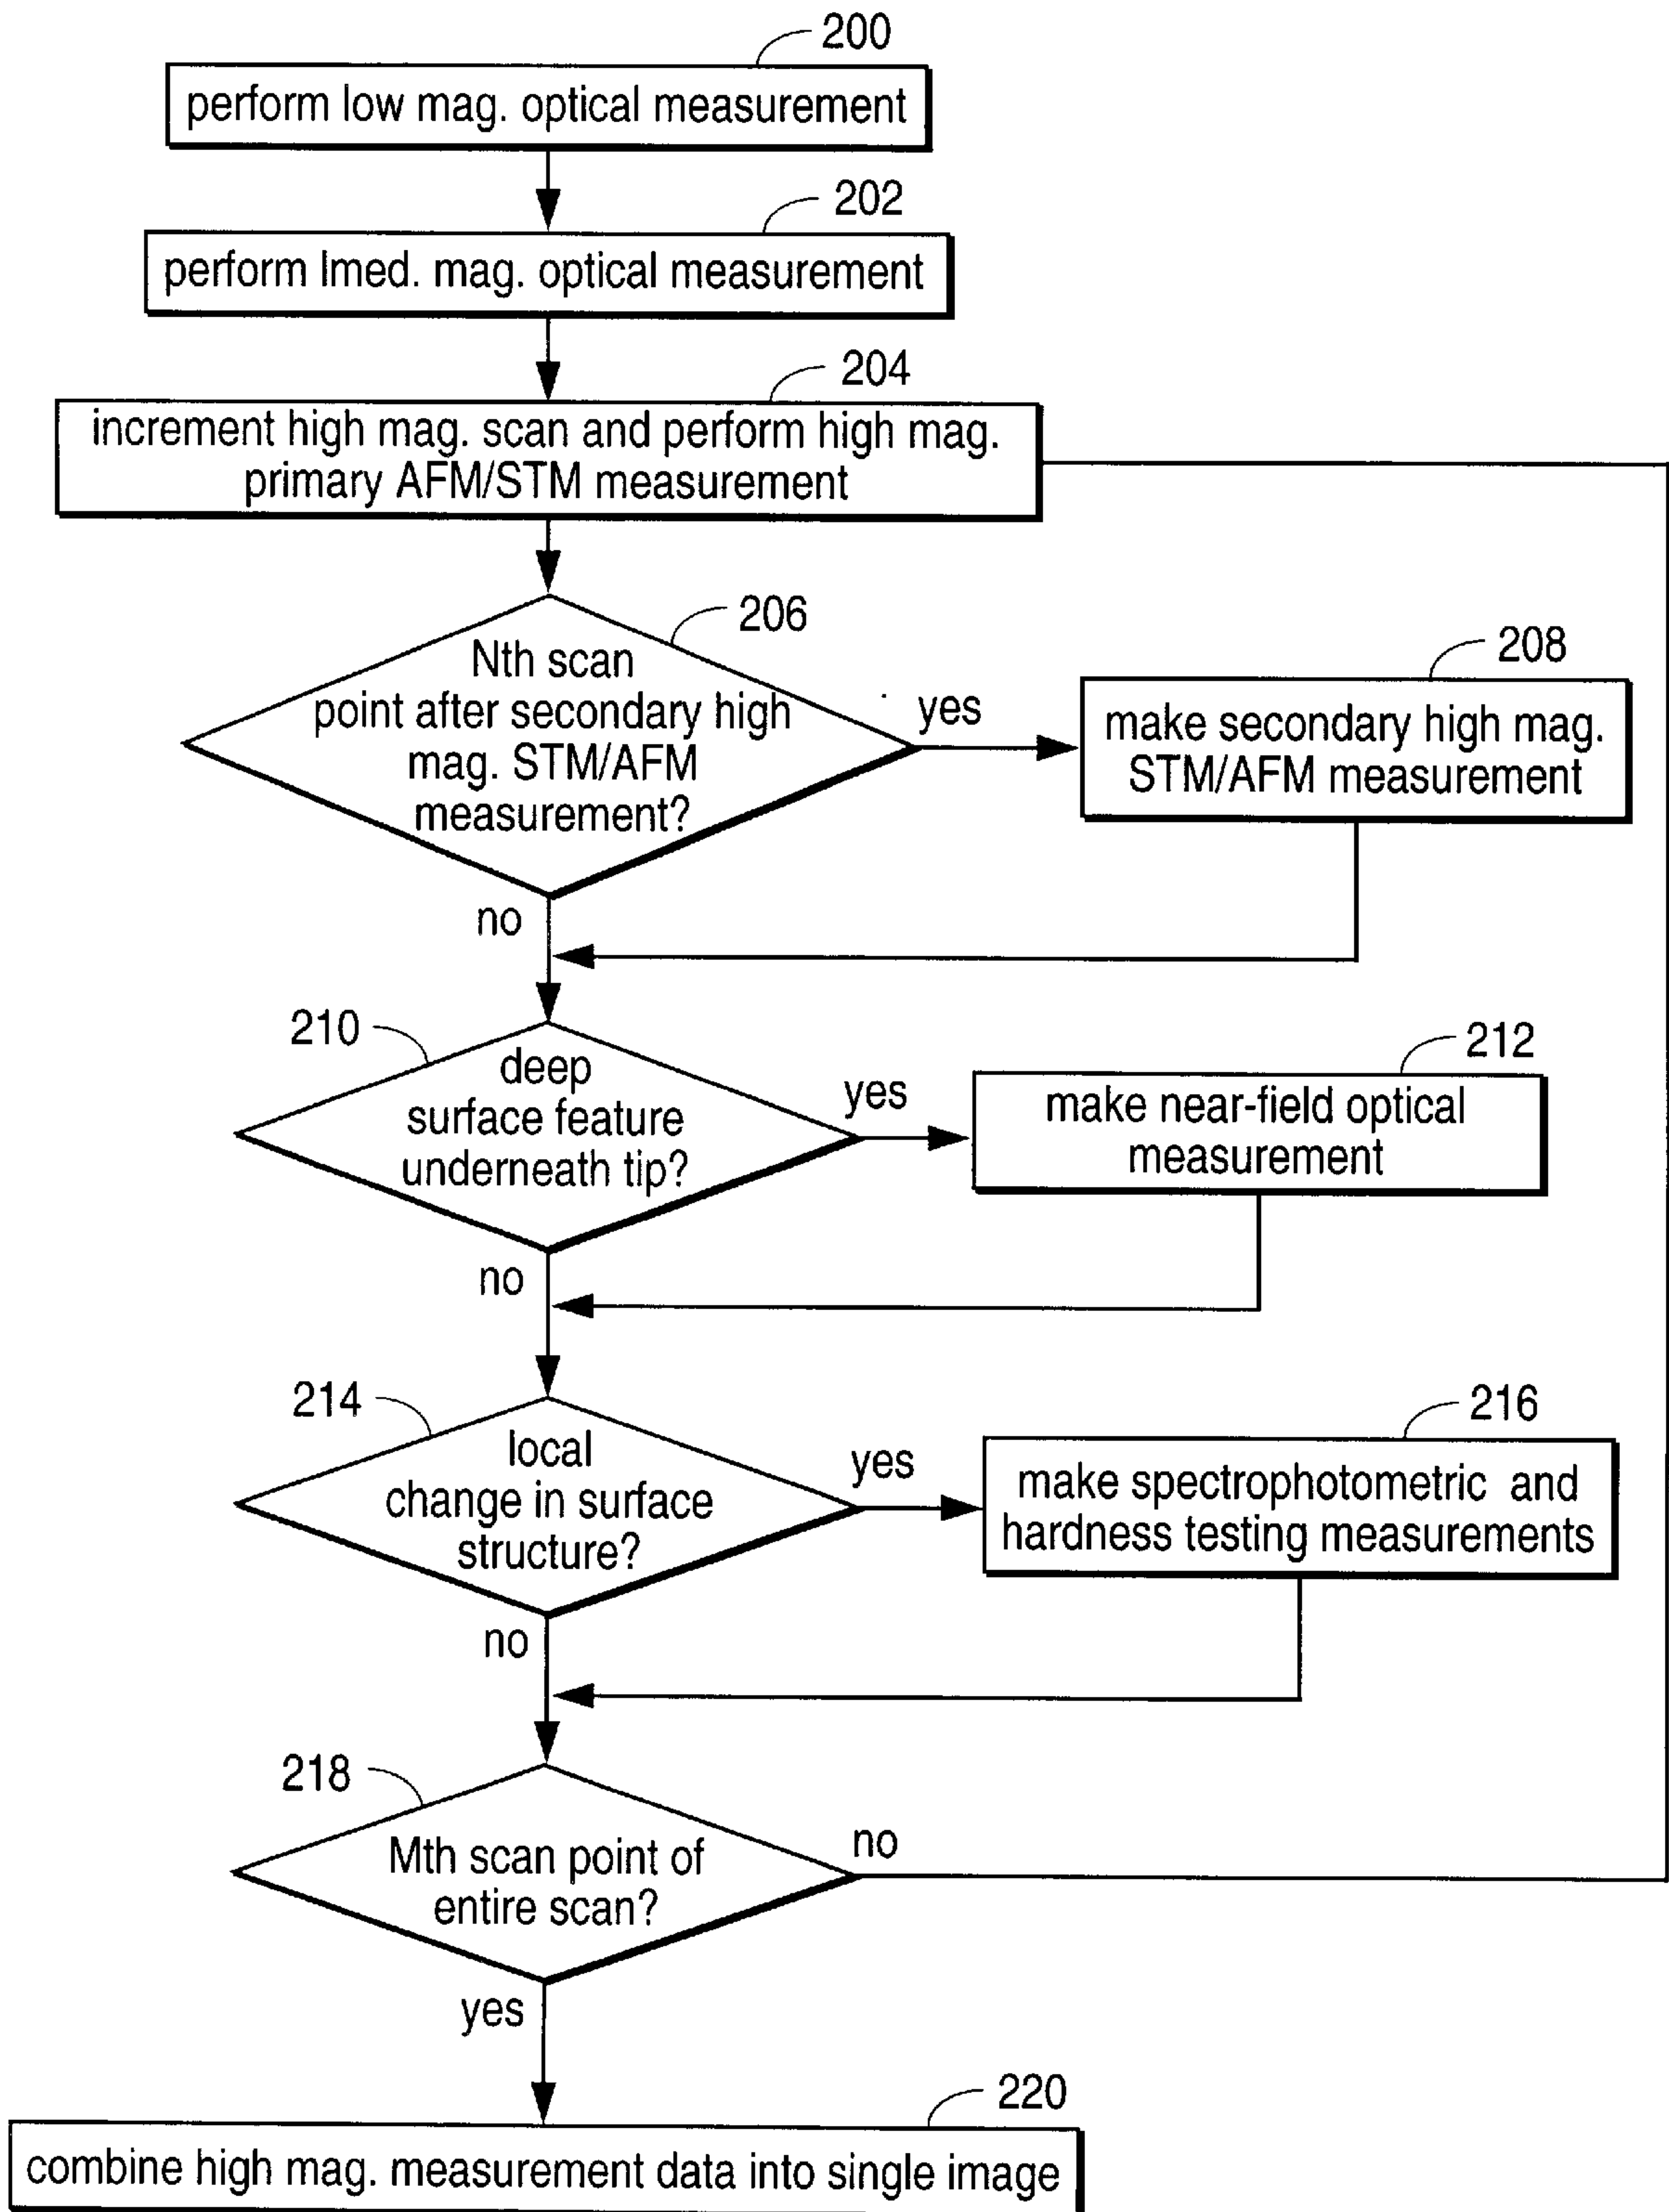 200
perform low mag. optical measurement
202
perform Imed. mag. optical measurement
204
increment high mag. scan and perform high mag.
primary AFM/STM measurement
206
Nth scan
point after secondary high
mag. STM/AFM
measurement?
yes
208
make secondary high mag.
STM/AFM measurement
no
210
deep
surface feature
underneath tip?
yes
212
make near-field optical
measurement
no
214
local
change in surface
structure?
yes
216
make spectrophotometric and
hardness testing measurements
no
218
Mth scan point of
entire scan?
no
yes
220
combine high mag. measurement data into single image